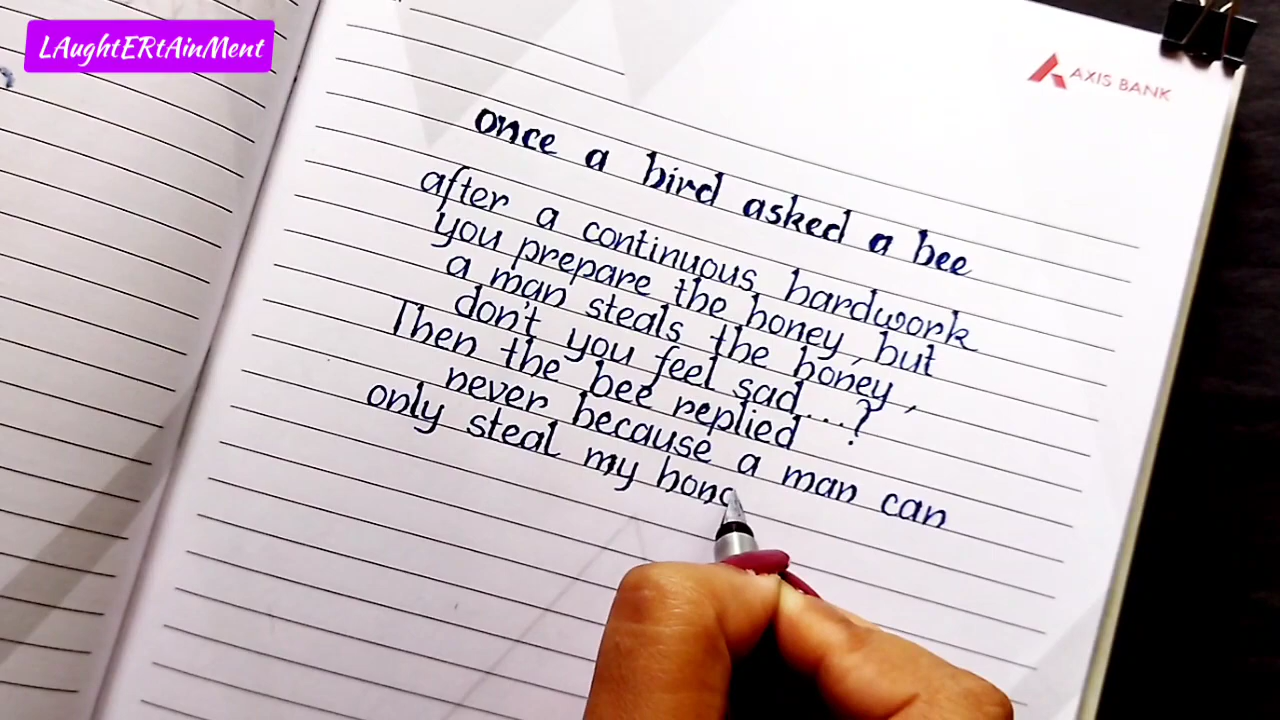 LAughtERtAinMent
AXIS BANK
once a bird asked a bee
after a continuous hardwork
you prepare the honey, but
a man steals the honey,
don't you feel sad....?
Then the bee replied
never because a man can
only steal my hone